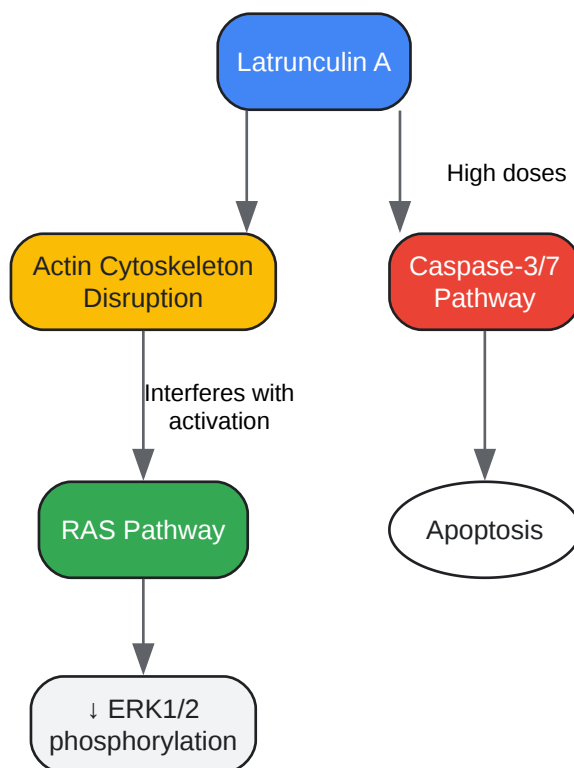 Latrunculin A
High doses
Actin Cytoskeleton
Disruption
Caspase-3/7
Pathway
Interferes with
activation
RAS Pathway
Apoptosis
↓ ERK1/2
phosphorylation